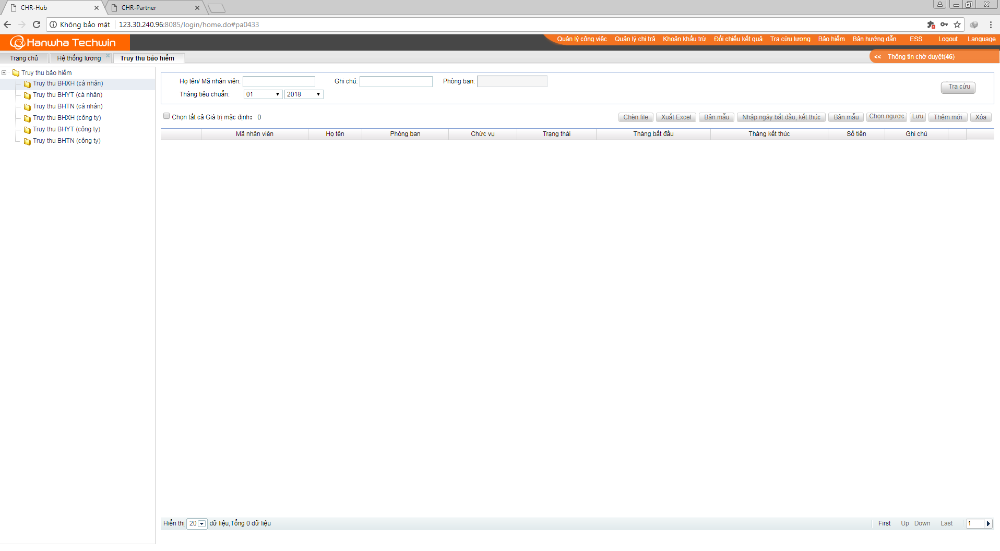 CHR-Hub CHR-Partner
Không bảo mật 123.30.240.96:8085/login/home.do#pa0433
Hanwha Techwin
Quản lý công việc Quản lý chi trả Khoản khấu trừ Đối chiếu kết quả Tra cứu lương Bảo hiểm Bản hướng dẫn ESS Logout Language
Trang chủ Hệ thống lương Truy thu bảo hiểm
<< Thông tin chờ duyệt(46)
Truy thu bảo hiểm
Truy thu BHXH (cá nhân)
Truy thu BHYT (cá nhân)
Truy thu BHTN (cá nhân)
Truy thu BHXH (công ty)
Truy thu BHYT (công ty)
Truy thu BHTN (công ty)
Họ tên/ Mã nhân viên: Ghi chú: Phòng ban:
Tháng tiêu chuẩn: 01 2018
Tra cứu
Chọn tất cả Giá trị mặc định: 0
Chèn file Xuất Excel Bản mẫu Nhập ngày bắt đầu, kết thúc Bản mẫu Chọn ngược Lưu Thêm mới Xóa
Mã nhân viên Họ tên Phòng ban Chức vụ Trạng thái Tháng bắt đầu Tháng kết thúc Số tiền Ghi chú
Hiển thị 20 dữ liệu,Tổng 0 dữ liệu
First Up Down Last 1